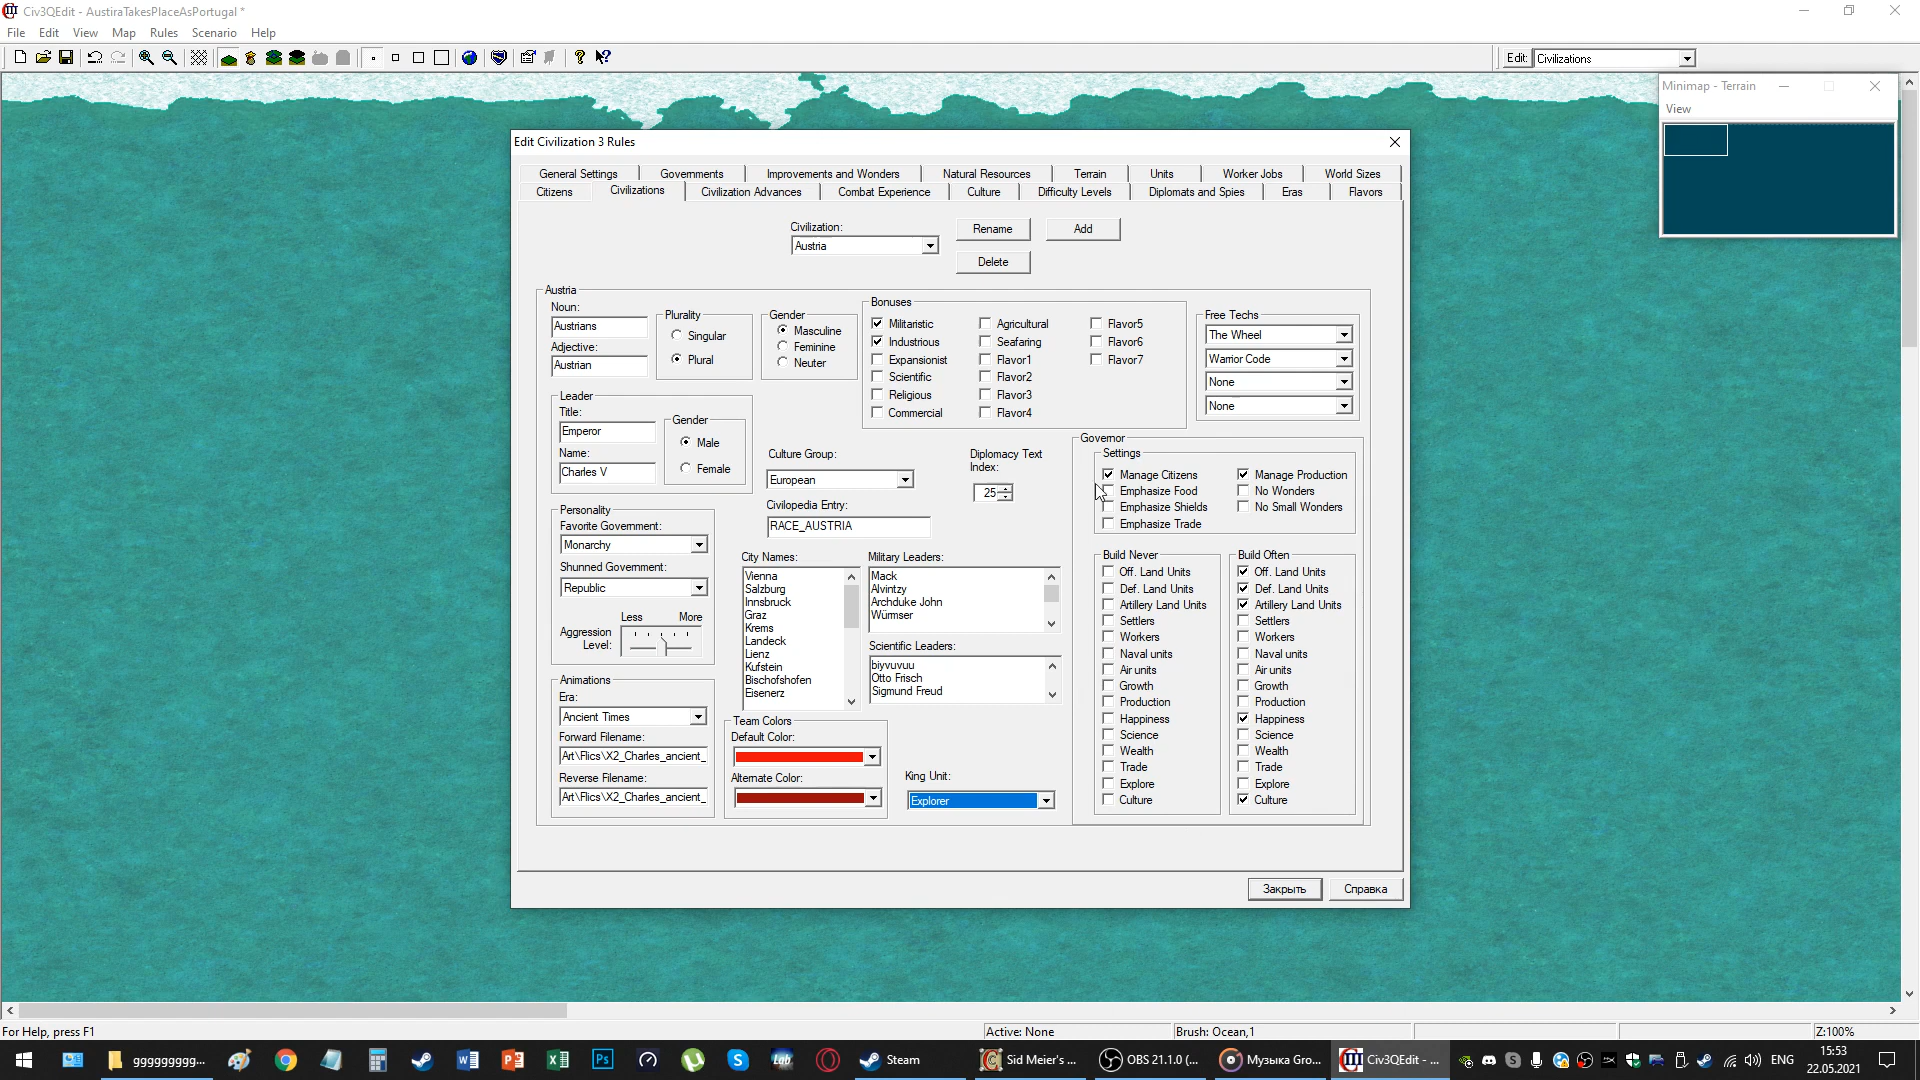 Civ3QEdit - AustiraTakesPlaceAsPortugal *
File Edit View Map Rules Scenario Help
Edit: Civilizations
Minimap - Terrain
View
Edit Civilization 3 Rules
General Settings Governments Improvements and Wonders Natural Resources Terrain Units Worker Jobs World Sizes
Citizens Civilizations Civilization Advances Combat Experience Culture Difficulty Levels Diplomats and Spies Eras Flavors
Civilization:
Austria
Rename
Add
Delete
Austria
Noun:
Austrians
Adjective:
Austrian
Plurality
Singular
Plural
Gender
Masculine
Feminine
Neuter
Bonuses
Militaristic
Industrious
Expansionist
Scientific
Religious
Commercial
Agricultural
Seafaring
Flavor1
Flavor2
Flavor3
Flavor4
Flavor5
Flavor6
Flavor7
Free Techs
The Wheel
Warrior Code
None
None
Leader
Title:
Emperor
Name:
Charles V
Gender
Male
Female
Culture Group:
European
Civilopedia Entry:
RACE_AUSTRIA
Diplomacy Text
Index:
25
Governor
Settings
Manage Citizens
Emphasize Food
Emphasize Shields
Emphasize Trade
Manage Production
No Wonders
No Small Wonders
Personality
Favorite Government:
Monarchy
Shunned Government:
Republic
Less More
Aggression
Level:
City Names:
Vienna
Salzburg
Innsbruck
Graz
Krems
Landeck
Lienz
Kufstein
Bischofshofen
Eisenerz
Military Leaders:
Mack
Alvintzy
Archduke John
Würmser
Scientific Leaders:
biyvuvuu
Otto Frisch
Sigmund Freud
Build Never
Off. Land Units
Def. Land Units
Artillery Land Units
Settlers
Workers
Naval units
Air units
Growth
Production
Happiness
Science
Wealth
Trade
Explore
Culture
Build Often
Off. Land Units
Def. Land Units
Artillery Land Units
Settlers
Workers
Naval units
Air units
Growth
Production
Happiness
Science
Wealth
Trade
Explore
Culture
Animations
Era:
Ancient Times
Forward Filename:
Art\Flics\X2_Charles_ancient_
Reverse Filename:
Art\Flics\X2_Charles_ancient_
Team Colors
Default Color:
Alternate Color:
King Unit:
Explorer
Закрыть
Справка
For Help, press F1
Active: None
Brush: Ocean,1
Z:100%
ggggggggg...
Steam
Sid Meier's ...
OBS 21.1.0 (...
Музыка Gro...
Civ3QEdit - ...
ENG
15:53
22.05.2021